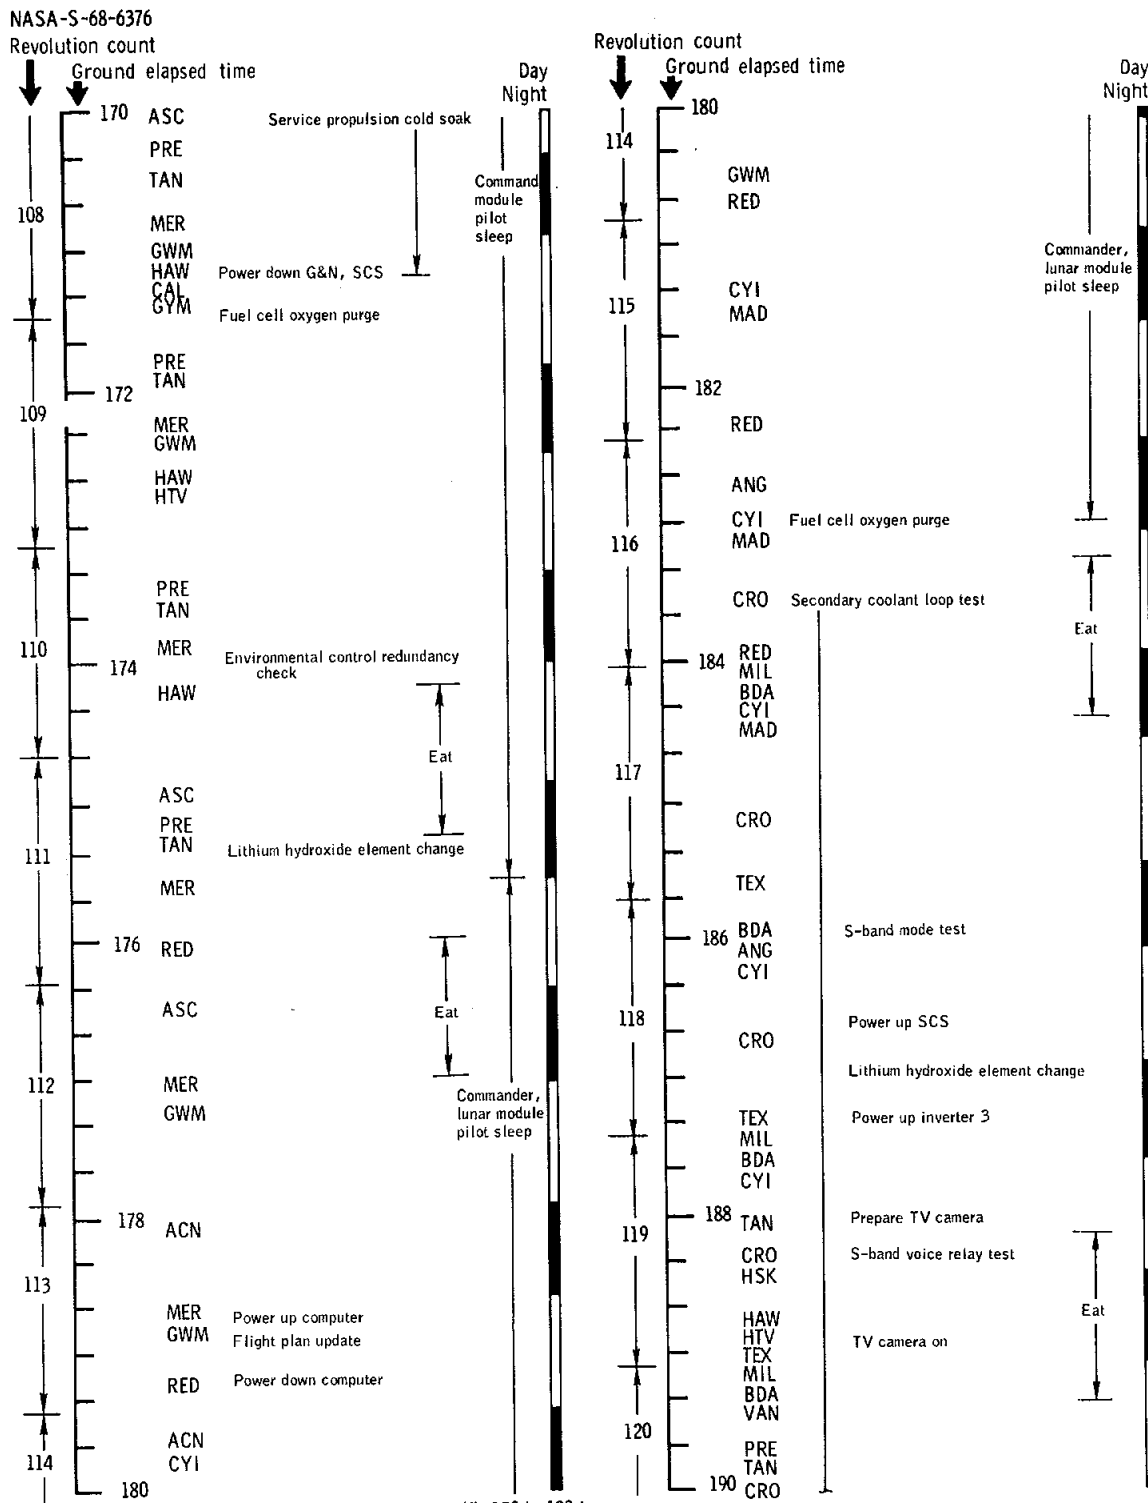 NASA-S-68-6376
Revolution count
Ground elapsed time
Day
Night
170 ASC Service propulsion cold soak
PRE
TAN
Command
module
pilot
sleep
108
MER
GWM
HAW Power down G&N, SCS
CAL
GYM Fuel cell oxygen purge
PRE
TAN
172
109
MER
GWM
HAW
HTV
PRE
TAN
110
MER
174
Environmental control redundancy
check
HAW
Eat
ASC
PRE
TAN Lithium hydroxide element change
111
MER
176 RED
ASC
Eat
112
MER
GWM
Commander,
lunar module
pilot sleep
178 ACN
113
MER Power up computer
GWM Flight plan update
RED Power down computer
ACN
114 CYI
180
Revolution count
Ground elapsed time
Day
Night
180
114
GWM
RED
Commander,
lunar module
pilot sleep
CYI
115 MAD
182
RED
ANG
CYI Fuel cell oxygen purge
116 MAD
CRO Secondary coolant loop test
Eat
RED
184 MIL
BDA
CYI
MAD
117
CRO
TEX
BDA S-band mode test
186 ANG
CYI
118
Power up SCS
CRO
Lithium hydroxide element change
TEX Power up inverter 3
MIL
BDA
CYI
188 TAN Prepare TV camera
119
CRO S-band voice relay test
HSK
Eat
HAW
HTV TV camera on
TEX
MIL
BDA
VAN
120
PRE
TAN
190 CRO